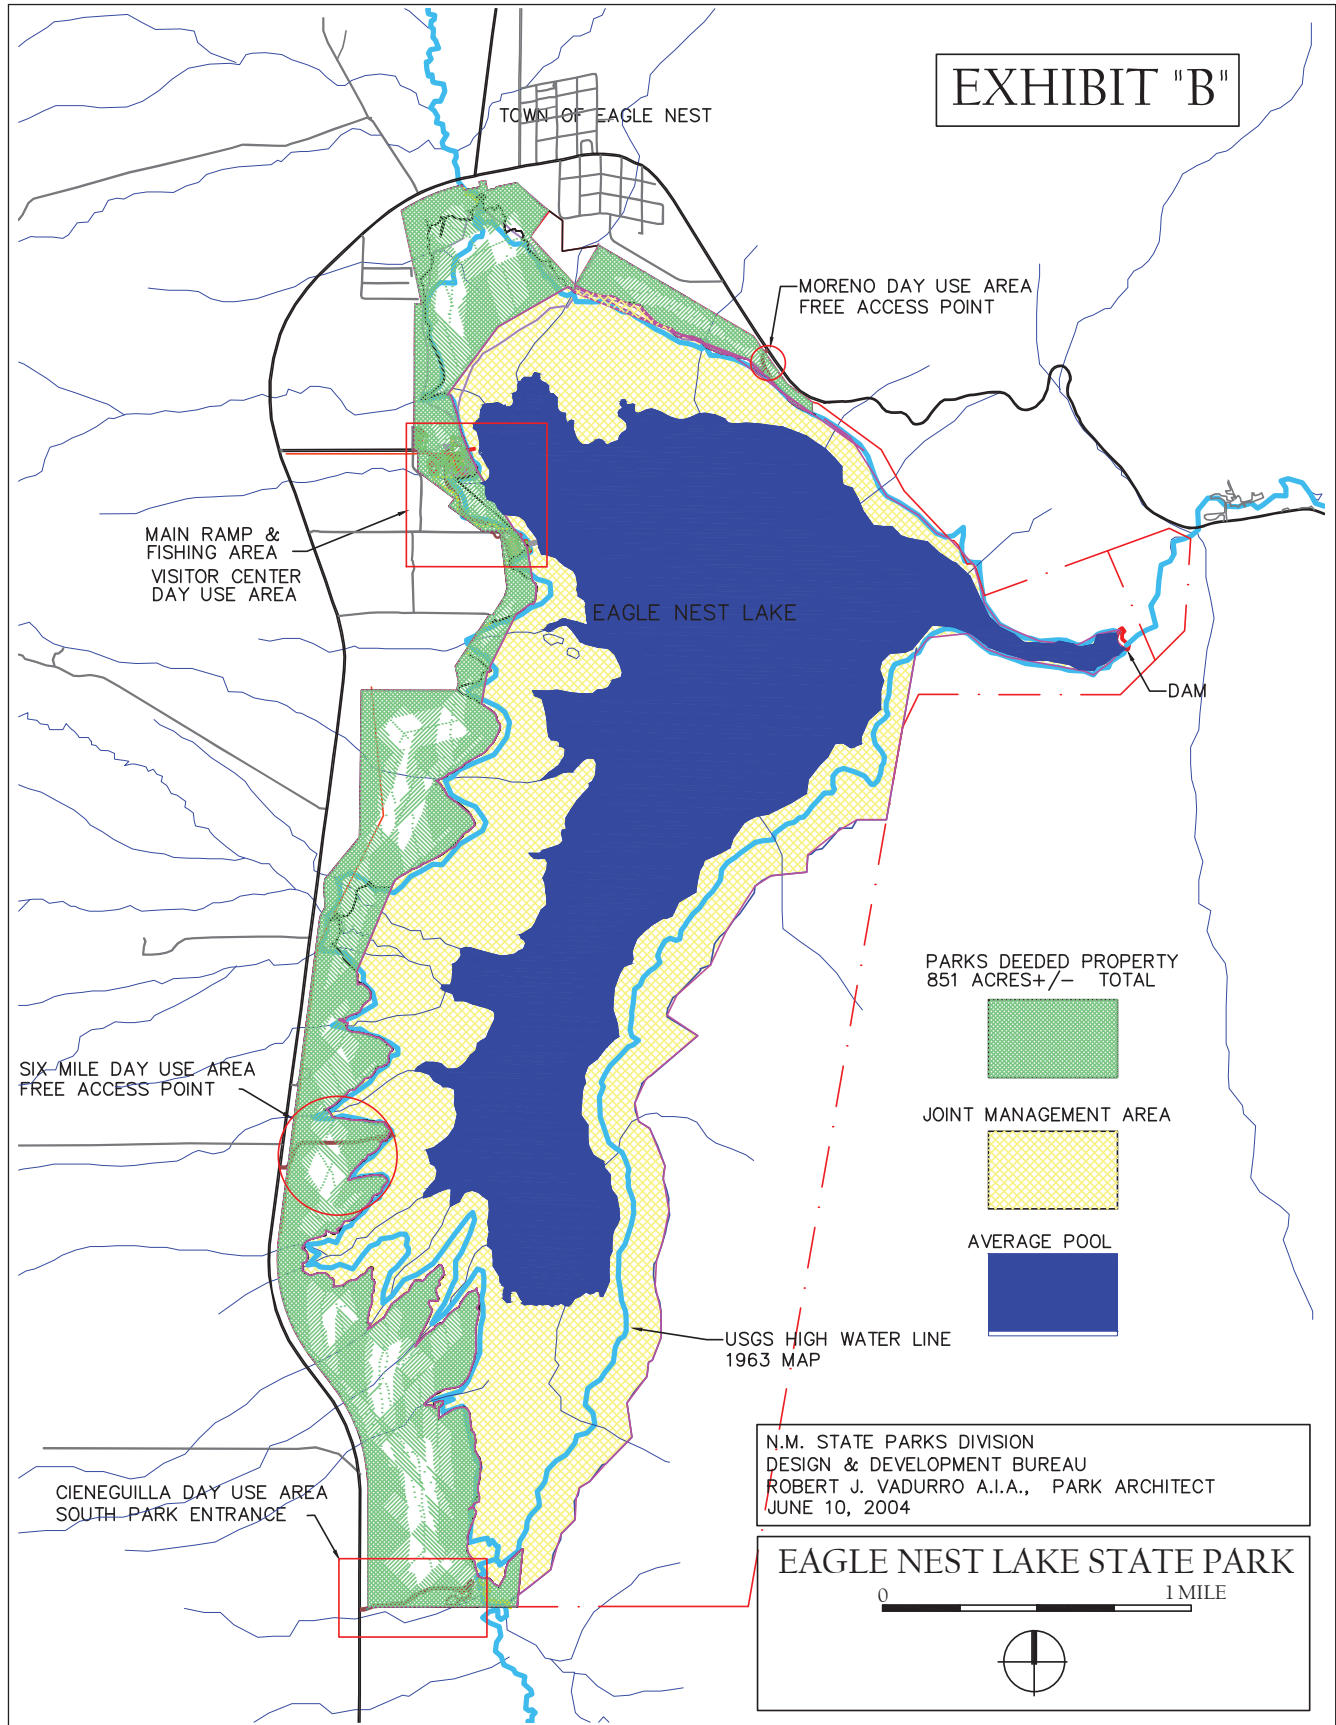 EXHIBIT "B"
TOWN OF EAGLE NEST
MORENO DAY USE AREA
FREE ACCESS POINT
MAIN RAMP &
FISHING AREA
VISITOR CENTER
DAY USE AREA
EAGLE NEST LAKE
DAM
PARKS DEEDED PROPERTY
851 ACRES+/- TOTAL
SIX MILE DAY USE AREA
FREE ACCESS POINT
JOINT MANAGEMENT AREA
AVERAGE POOL
USGS HIGH WATER LINE
1963 MAP
CIENEGUILLA DAY USE AREA
SOUTH PARK ENTRANCE
N.M. STATE PARKS DIVISION
DESIGN & DEVELOPMENT BUREAU
ROBERT J. VADURRO A.I.A., PARK ARCHITECT
JUNE 10, 2004
EAGLE NEST LAKE STATE PARK
0 1 MILE